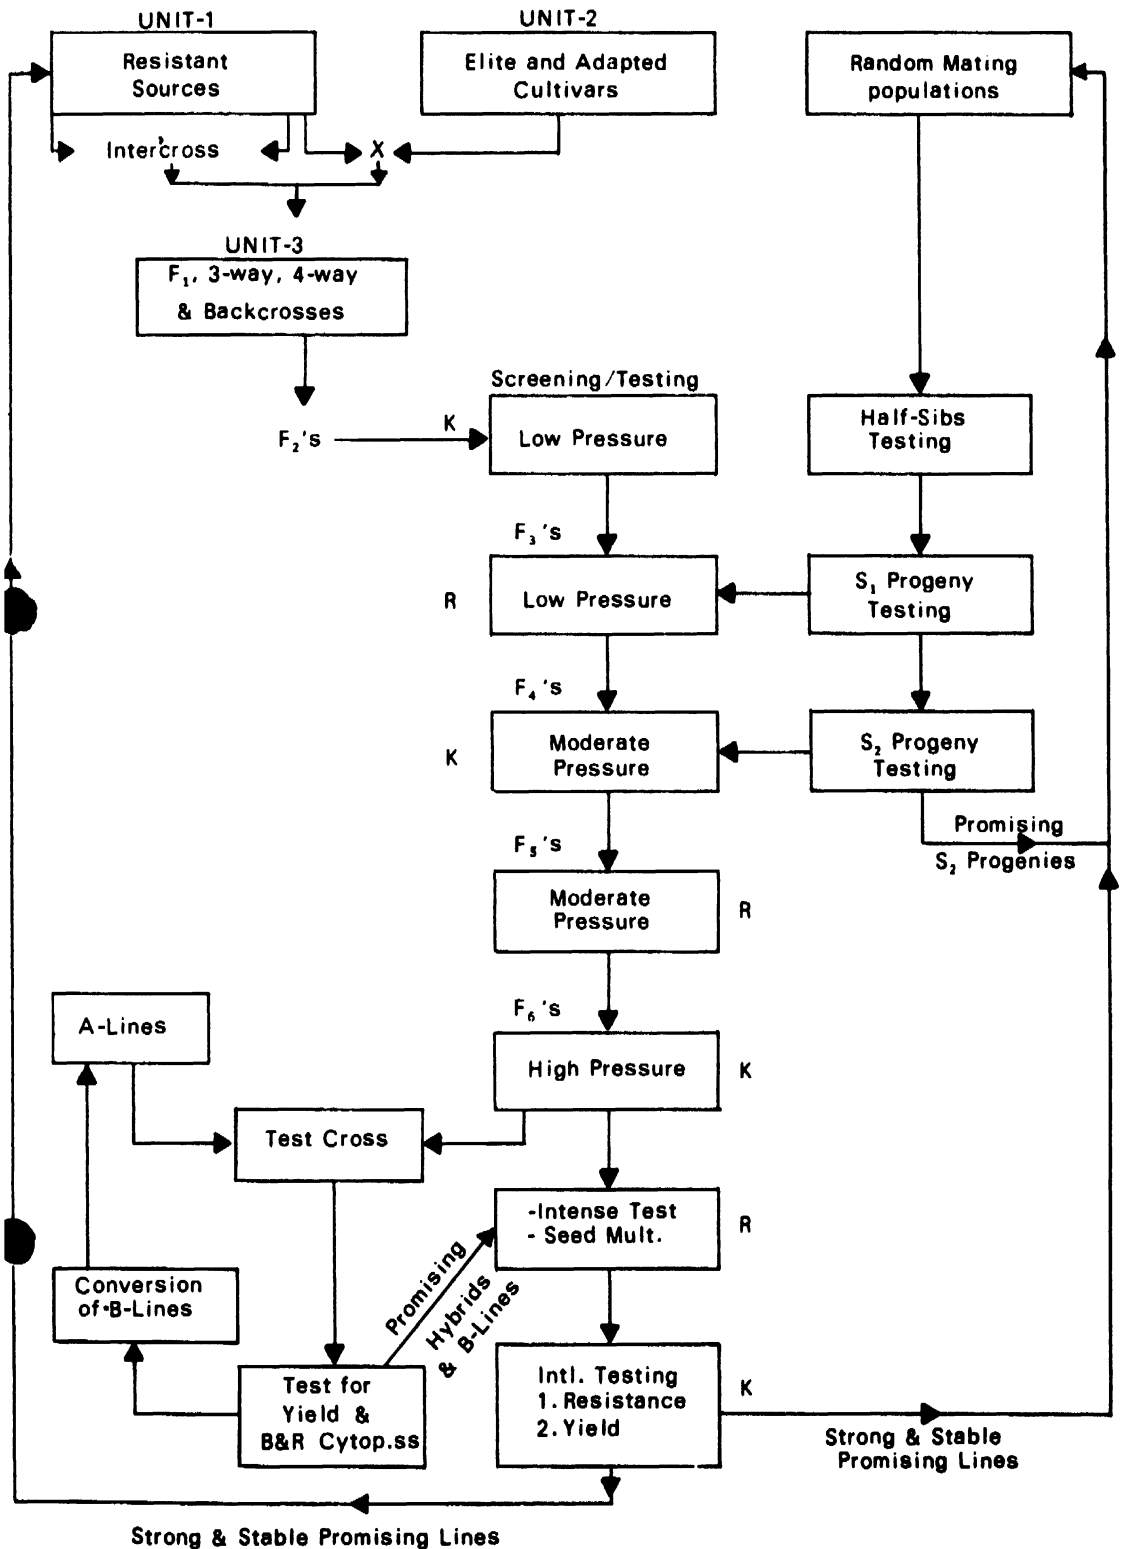 UNIT-1
UNIT-2
Resistant
Sources
Elite and Adapted
Cultivars
Random Mating
populations
Intercross
X
UNIT-3
F₁, 3-way, 4-way
& Backcrosses
Screening/Testing
F₂'s
K
Low Pressure
Half-Sibs
Testing
F₃'s
R
Low Pressure
S₁ Progeny
Testing
F₄'s
K
Moderate
Pressure
S₂ Progeny
Testing
Promising
S₂ Progenies
F₅'s
Moderate
Pressure
R
F₆'s
A-Lines
High Pressure
K
Test Cross
-Intense Test
- Seed Mult.
R
Promising
Hybrids
& B-Lines
Conversion
of B-Lines
Test for
Yield &
B&R Cytop.ss
Intl. Testing
1. Resistance
2. Yield
K
Strong & Stable
Promising Lines
Strong & Stable Promising Lines